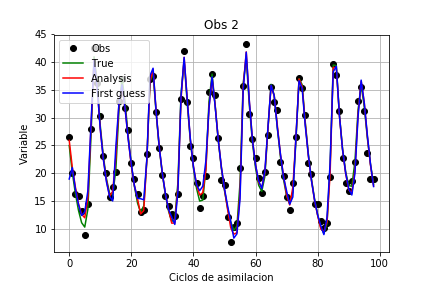 Obs 2
Obs
True
Analysis
First guess
Variable
45
40
35
30
25
20
15
10
0 20 40 60 80 100
Ciclos de asimilacion